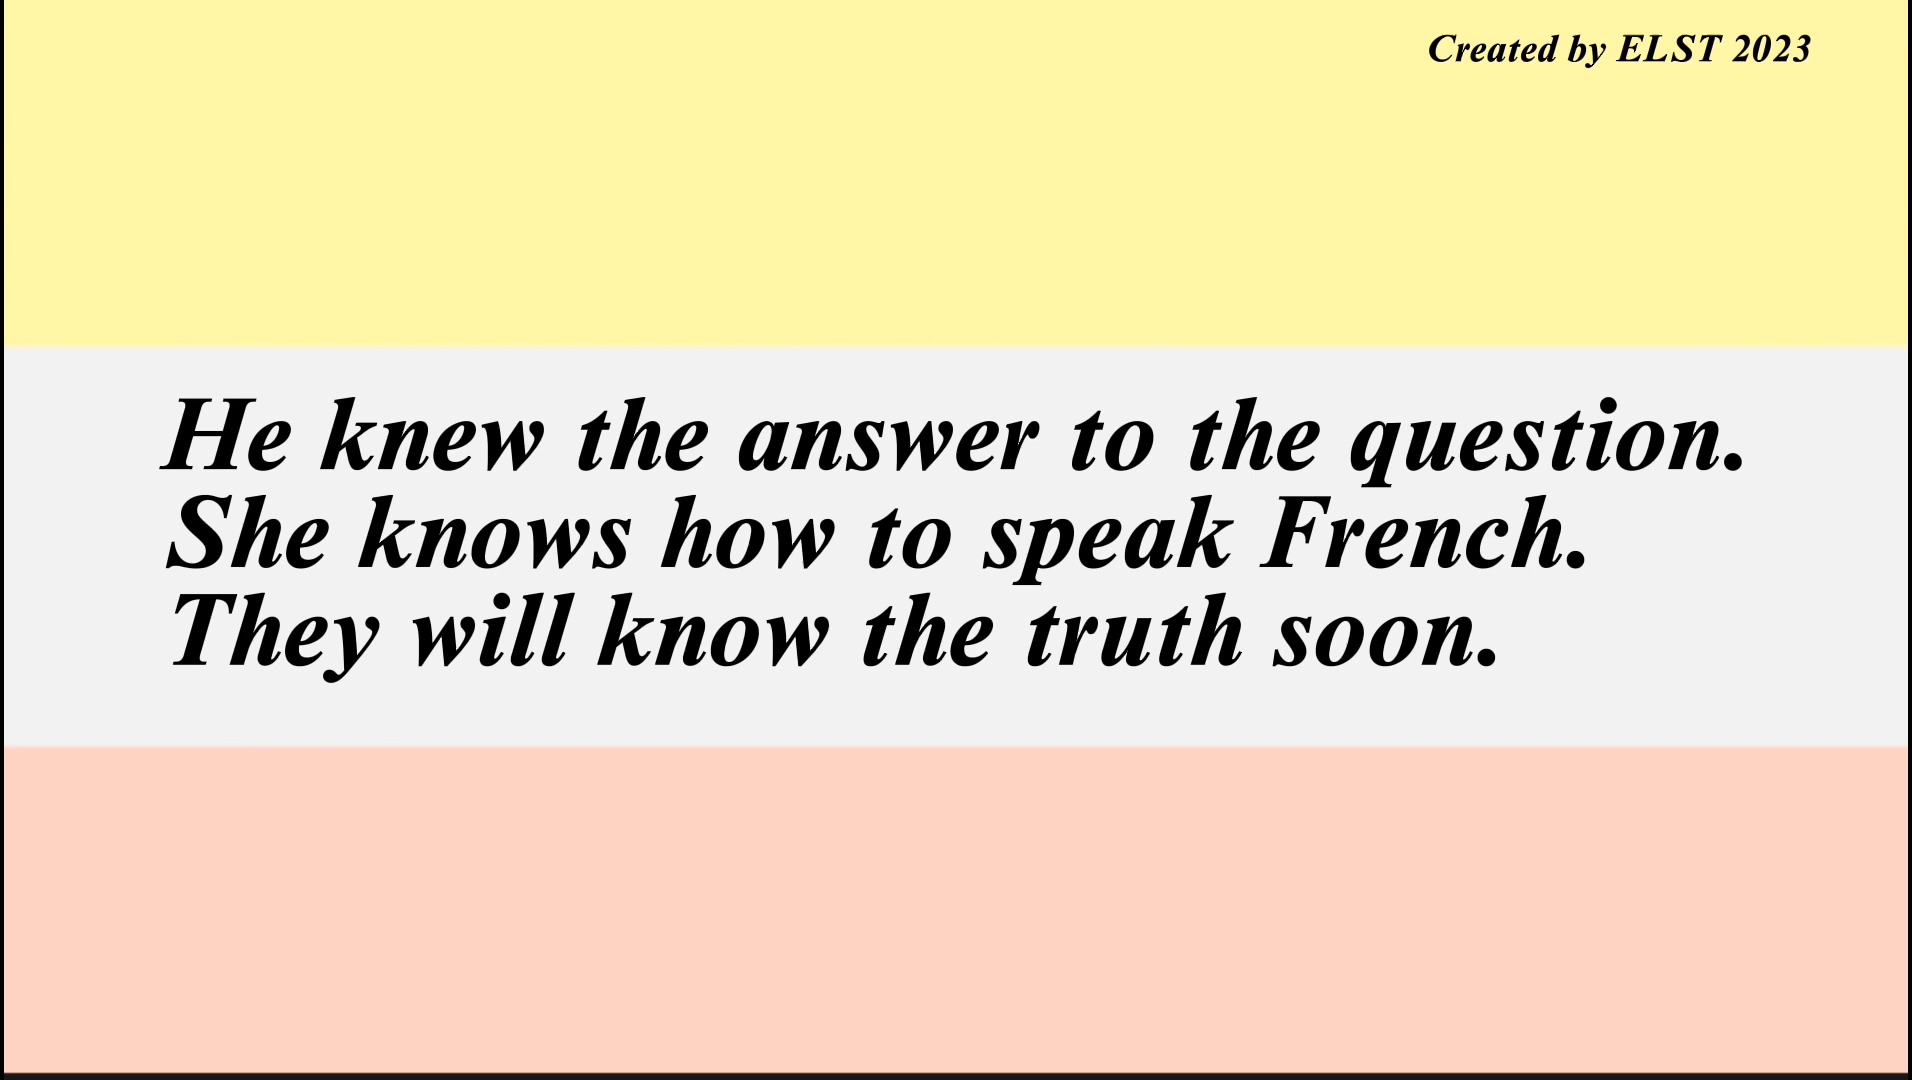 Created by ELST 2023
He knew the answer to the question.
She knows how to speak French.
They will know the truth soon.